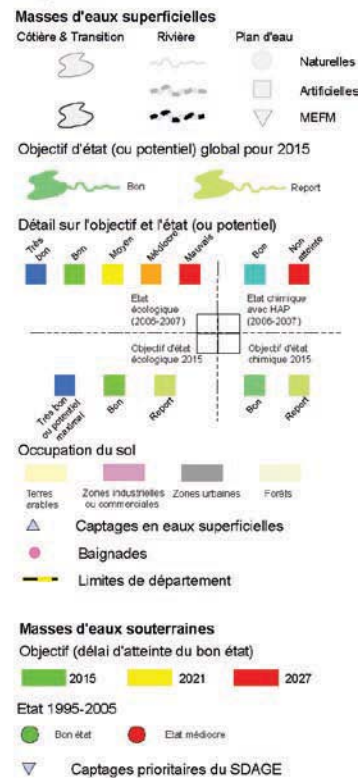 Masses d'eaux superficielles
Côtière & Transition Rivière Plan d'eau
Naturelles
Artificielles
MEFM
Objectif d'état (ou potentiel) global pour 2015
Bon Report
Détail sur l'objectif et l'état (ou potentiel)
Très bon Bon Moyen Médiocre Mauvais Bon Non atteinte
Etat écologique (2006-2007) Etat chimique avec HAP (2006-2007)
Objectif d'état écologique 2015 Objectif d'état chimique 2015
Très bon ou potentiel maximal Bon Report Bon Report
Occupation du sol
Terres arables Zones industrielles ou commerciales Zones urbaines Forêts
Captages en eaux superficielles
Baignades
Limites de département
Masses d'eaux souterraines
Objectif (délai d'atteinte du bon état)
2015 2021 2027
Etat 1995-2005
Bon état Etat médiocre
Captages prioritaires du SDAGE